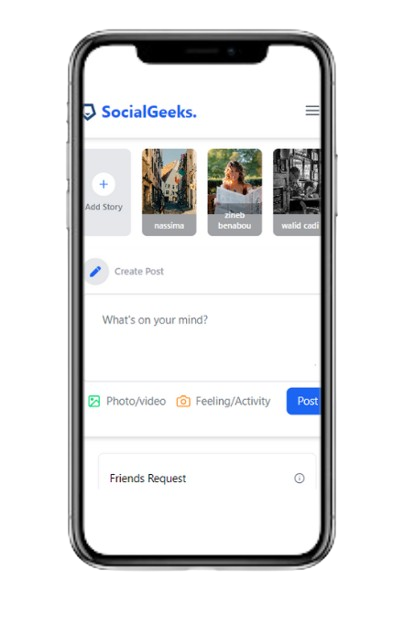 SocialGeeks.
Add Story
nassima
zineb
benabou
walid cadi
Create Post
What's on your mind?
Photo/video
Feeling/Activity
Post
Friends Request